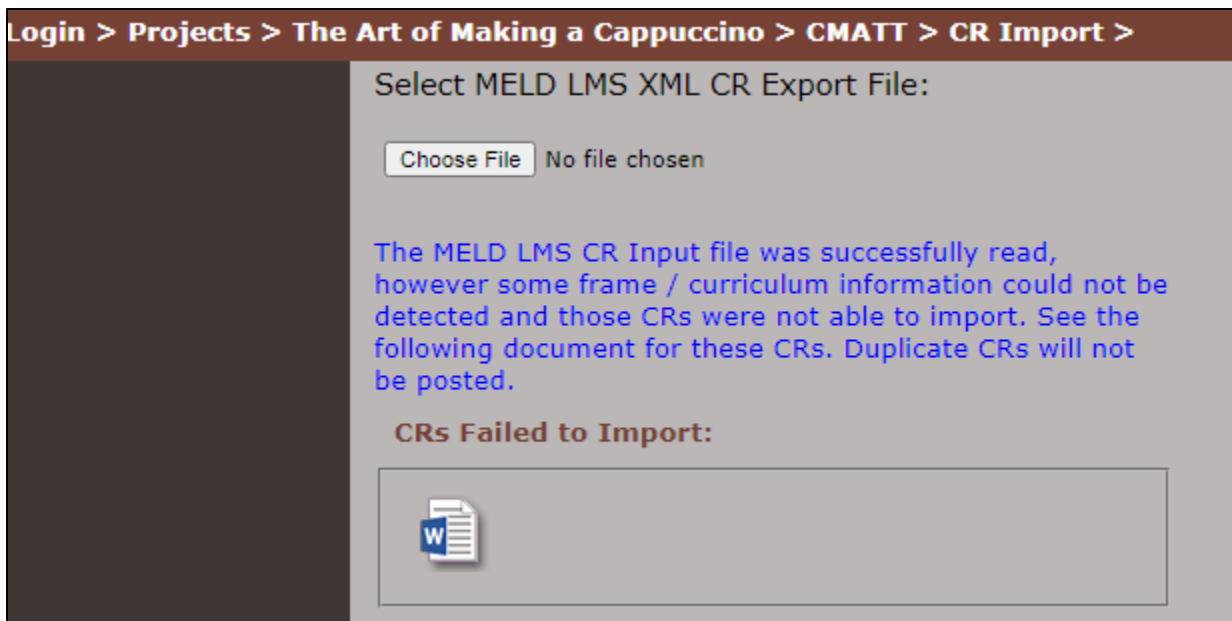 Login > Projects > The Art of Making a Cappuccino > CMATT > CR Import >
Select MELD LMS XML CR Export File:
Choose File No file chosen
The MELD LMS CR Input file was successfully read,
however some frame / curriculum information could not be
detected and those CRs were not able to import. See the
following document for these CRs. Duplicate CRs will not
be posted.
CRs Failed to Import:
W